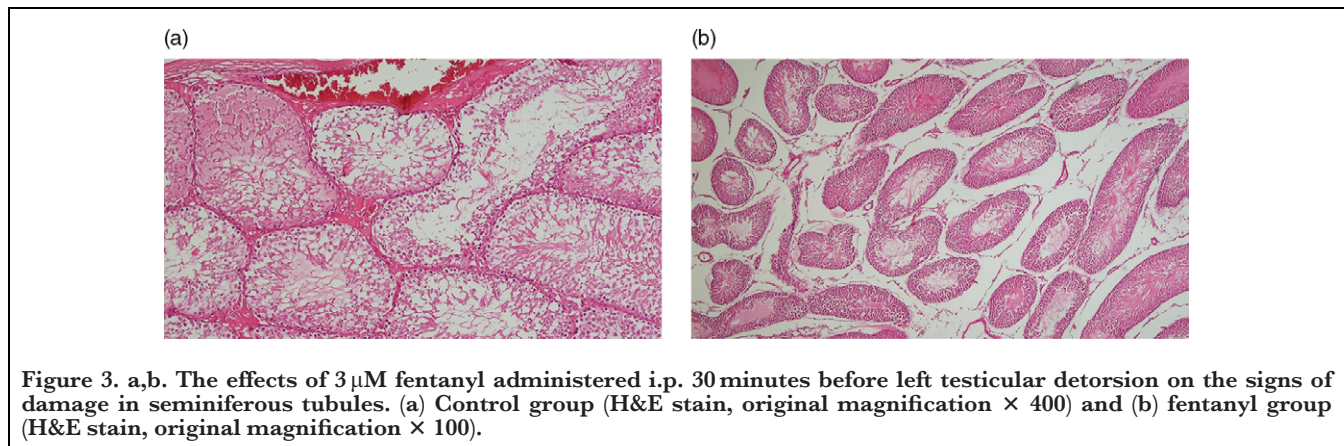 (a) (b)
Figure 3. a,b. The effects of 3 μM fentanyl administered i.p. 30 minutes before left testicular detorsion on the signs of
damage in seminiferous tubules. (a) Control group (H&E stain, original magnification × 400) and (b) fentanyl group
(H&E stain, original magnification × 100).